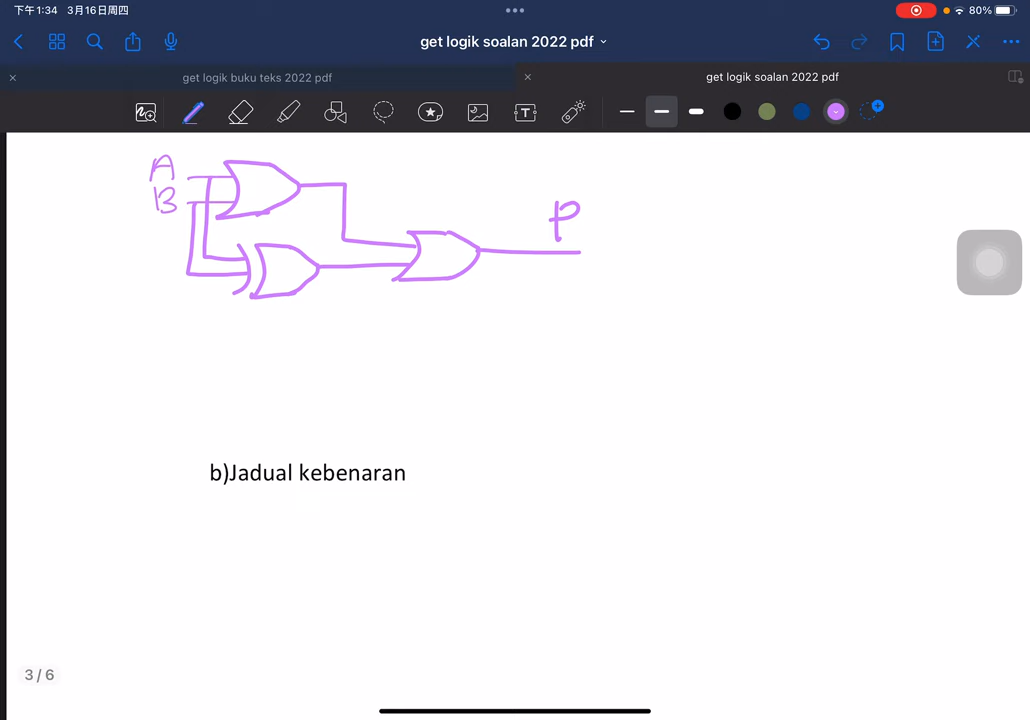 下午1:34 3月16日周四
80%
get logik soalan 2022 pdf
get logik buku teks 2022 pdf
get logik soalan 2022 pdf
T
A
B
P
b)Jadual kebenaran
3 / 6